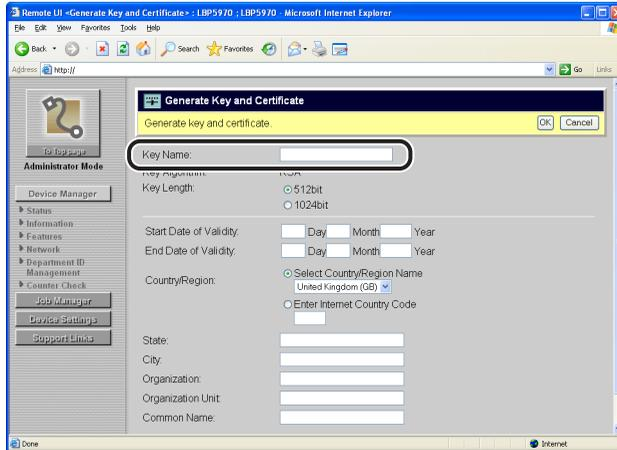 Remote UI <Generate Key and Certificate> : LBP5970 ; LBP5970 - Microsoft Internet Explorer
File Edit View Favorites Tools Help
Back Search Favorites
Address http:// Go Links
To Top page
Administrator Mode
Device Manager
Status
Information
Features
Network
Department ID
Management
Counter Check
Job Manager
Device Settings
Support Links
Generate Key and Certificate
Generate key and certificate. OK Cancel
Key Name:
Key Algorithm: RSA
Key Length: 512bit
1024bit
Start Date of Validity: Day Month Year
End Date of Validity: Day Month Year
Country/Region: Select Country/Region Name
United Kingdom (GB)
Enter Internet Country Code
State:
City:
Organization:
Organization Unit:
Common Name:
Done Internet